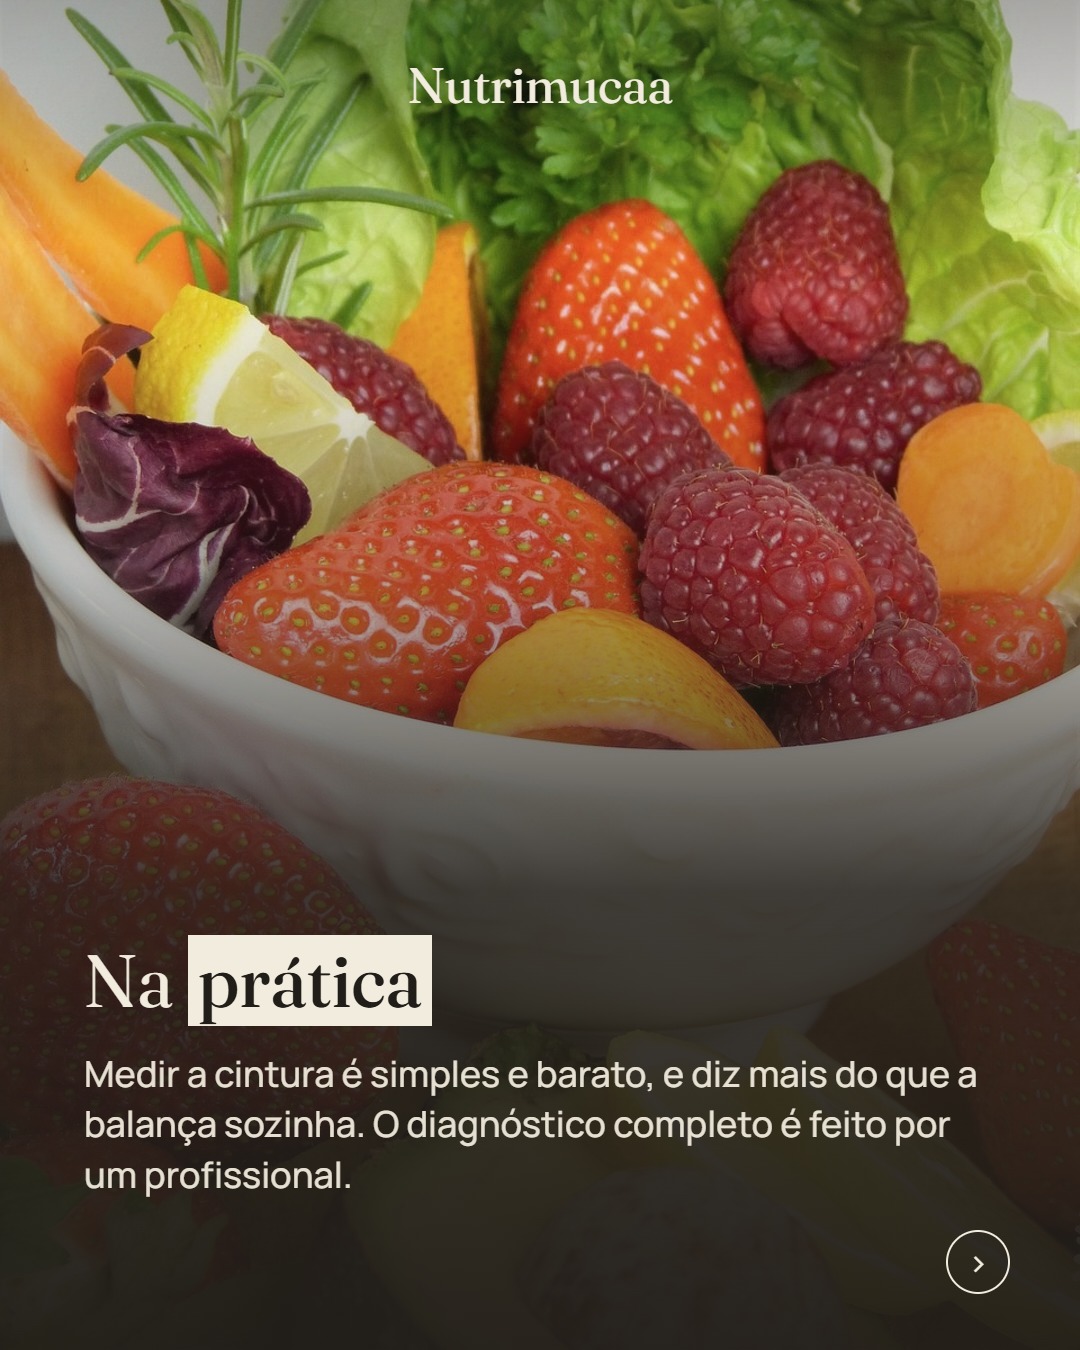 Nutrimucaa
Na prática
Medir a cintura é simples e barato, e diz mais do que a
balança sozinha. O diagnóstico completo é feito por
um profissional.